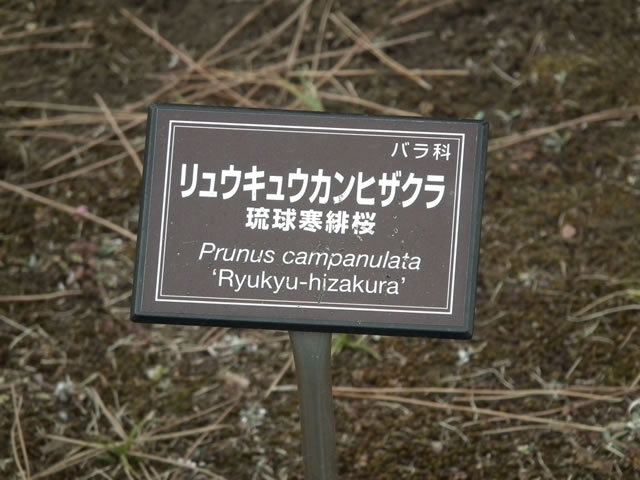 バラ科
リュウキュウカンヒザクラ
琉球寒緋桜
Prunus campanulata
‘Ryukyu-hizakura’